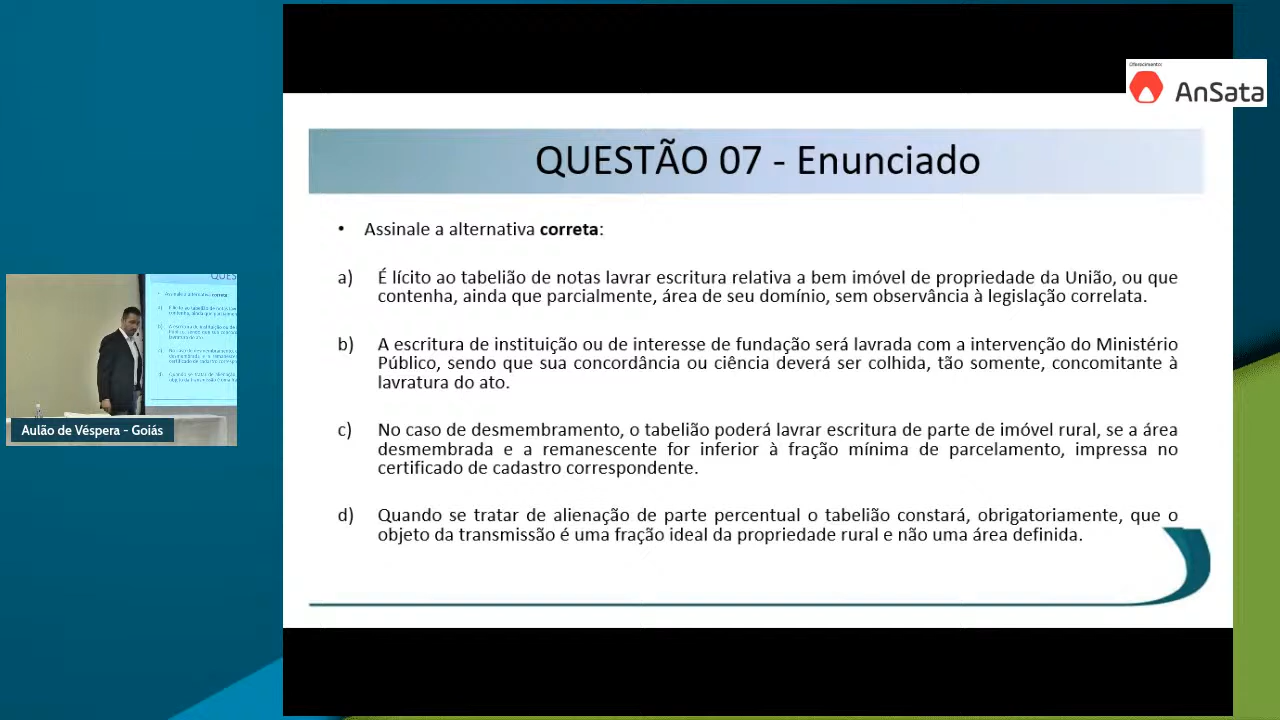 Oferecimento:
AnSata
QUESTÃO 07 - Enunciado
• Assinale a alternativa correta:
a) É lícito ao tabelião de notas lavrar escritura relativa a bem imóvel de propriedade da União, ou que
contenha, ainda que parcialmente, área de seu domínio, sem observância à legislação correlata.
b) A escritura de instituição ou de interesse de fundação será lavrada com a intervenção do Ministério
Público, sendo que sua concordância ou ciência deverá ser colhida, tão somente, concomitante à
lavratura do ato.
c) No caso de desmembramento, o tabelião poderá lavrar escritura de parte de imóvel rural, se a área
desmembrada e a remanescente for inferior à fração mínima de parcelamento, impressa no
certificado de cadastro correspondente.
d) Quando se tratar de alienação de parte percentual o tabelião constará, obrigatoriamente, que o
objeto da transmissão é uma fração ideal da propriedade rural e não uma área definida.
Aulão de Véspera - Goiás